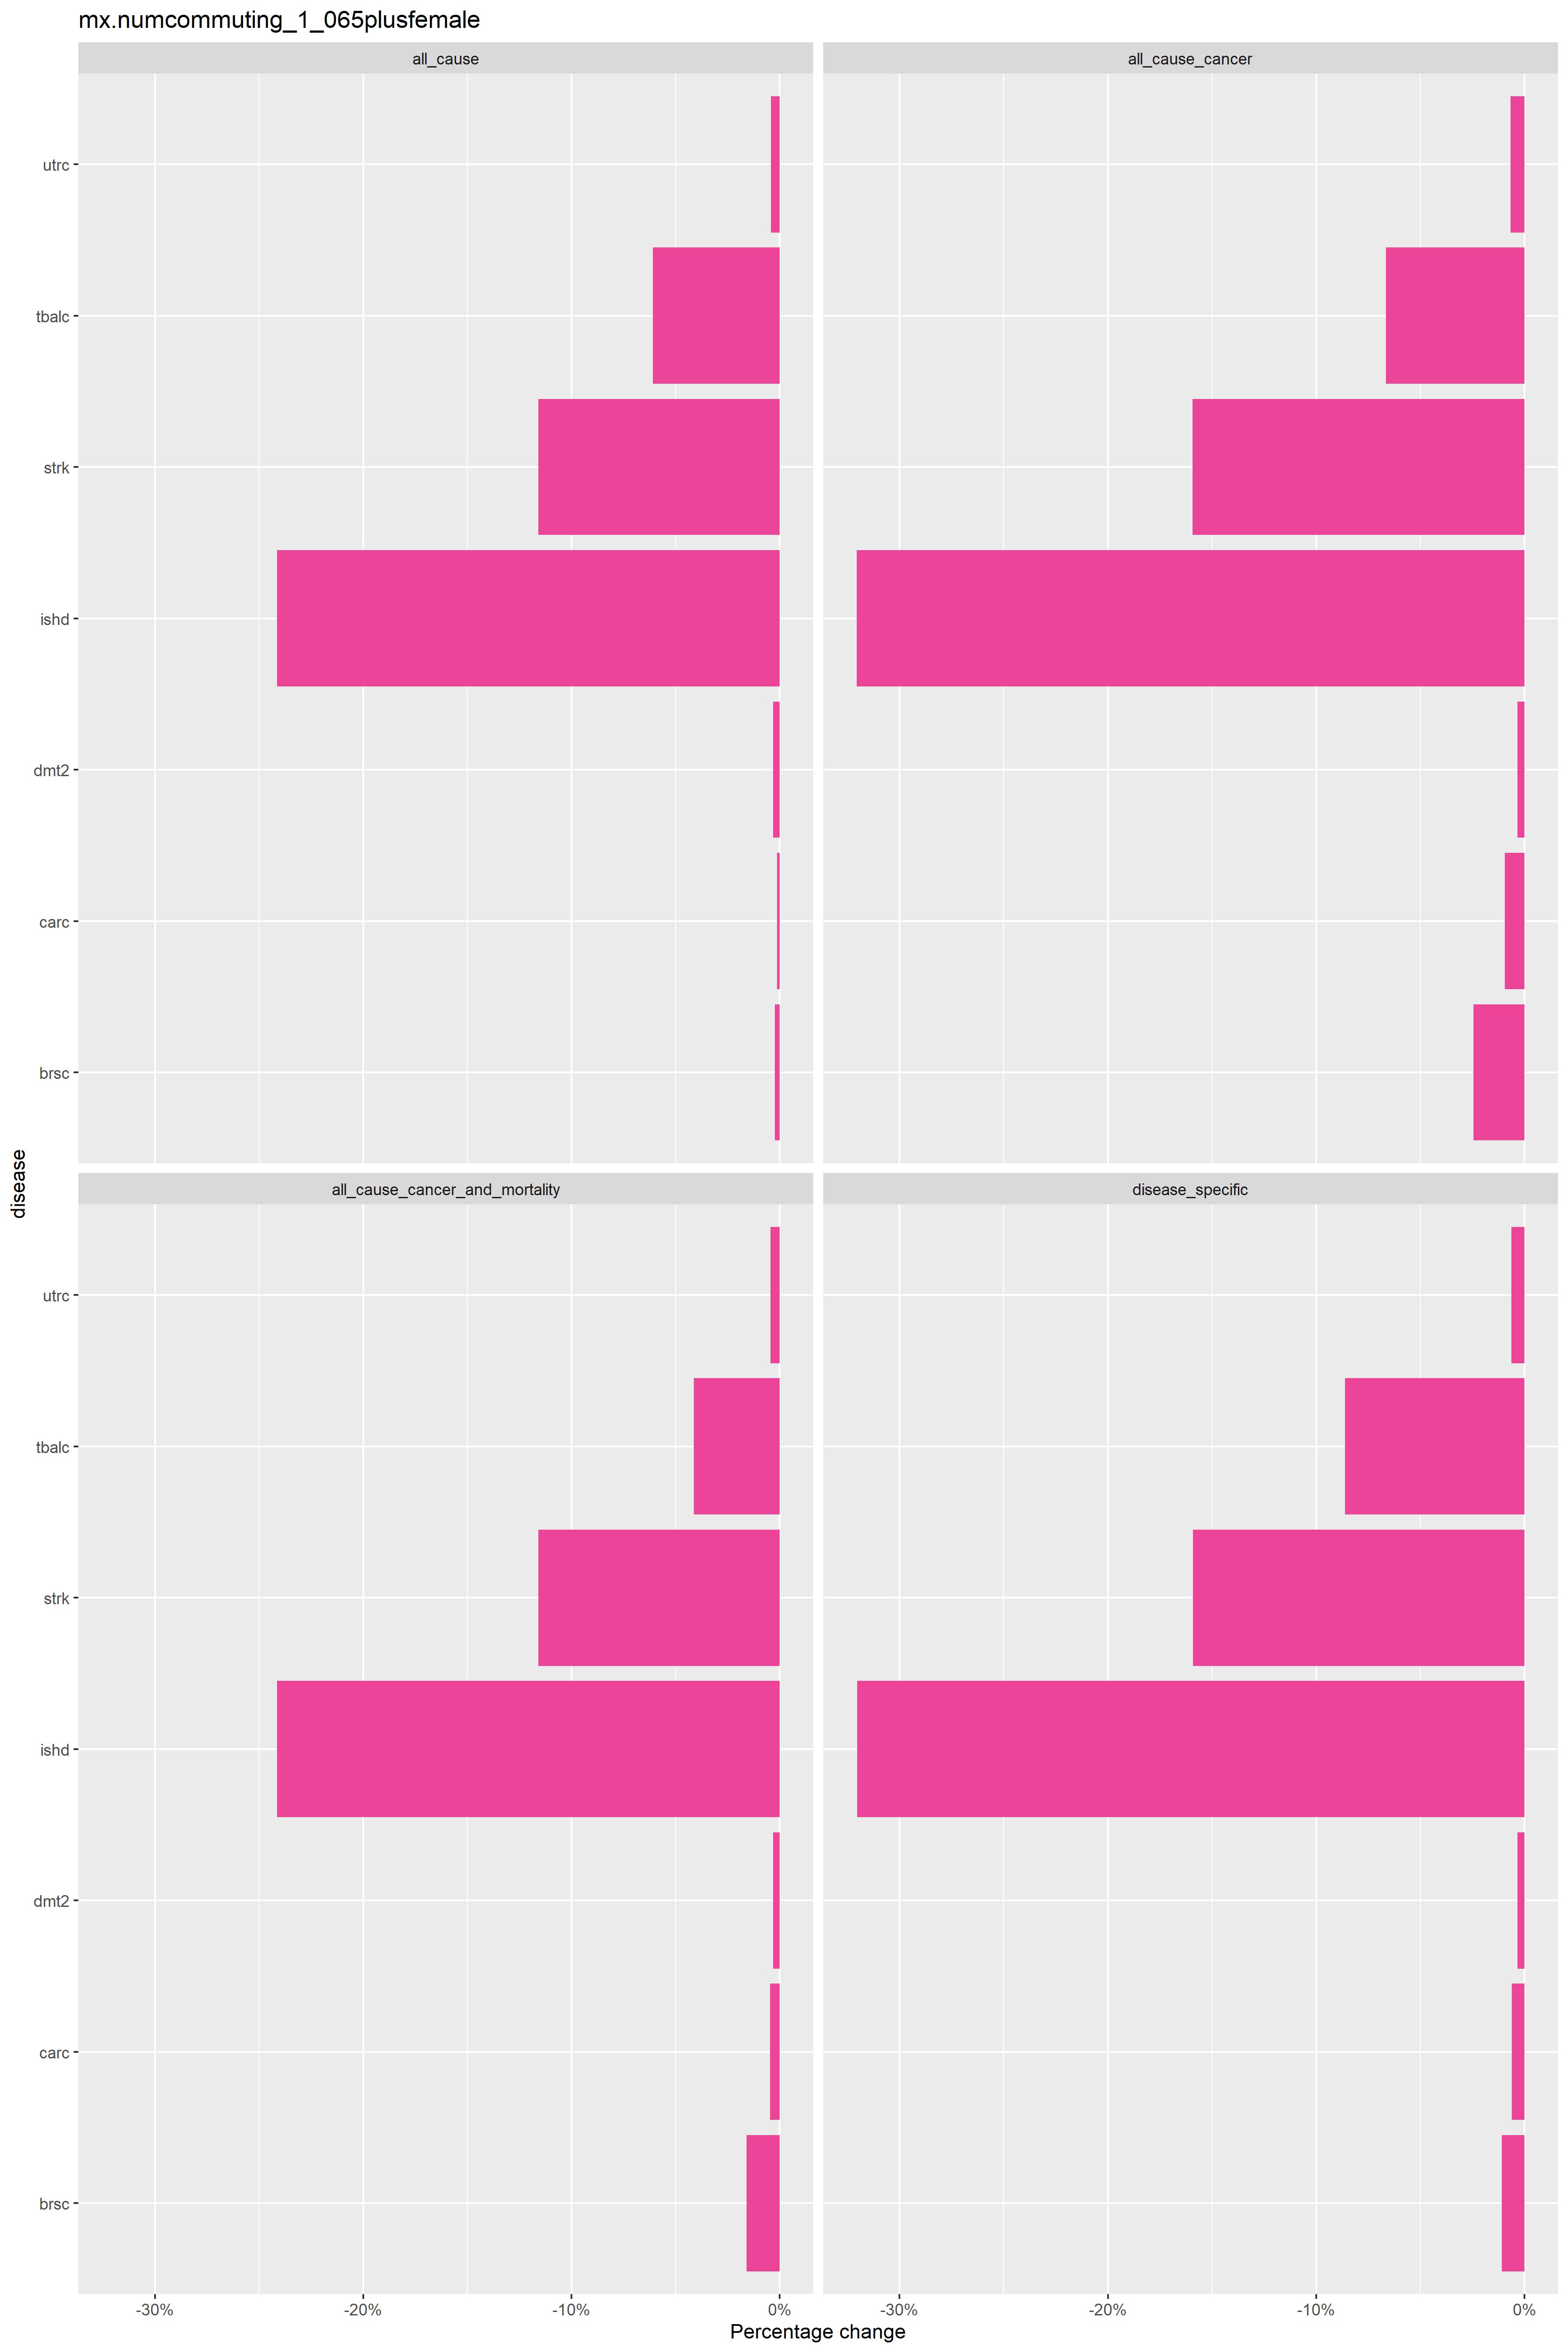 mx.numcommuting_1_065plusfemale
all_cause
all_cause_cancer
utrc
tbalc
strk
ishd
dmt2
carc
brsc
disease
all_cause_cancer_and_mortality
disease_specific
utrc
tbalc
strk
ishd
dmt2
carc
brsc
-30%
-20%
-10%
0%
-30%
-20%
-10%
0%
Percentage change